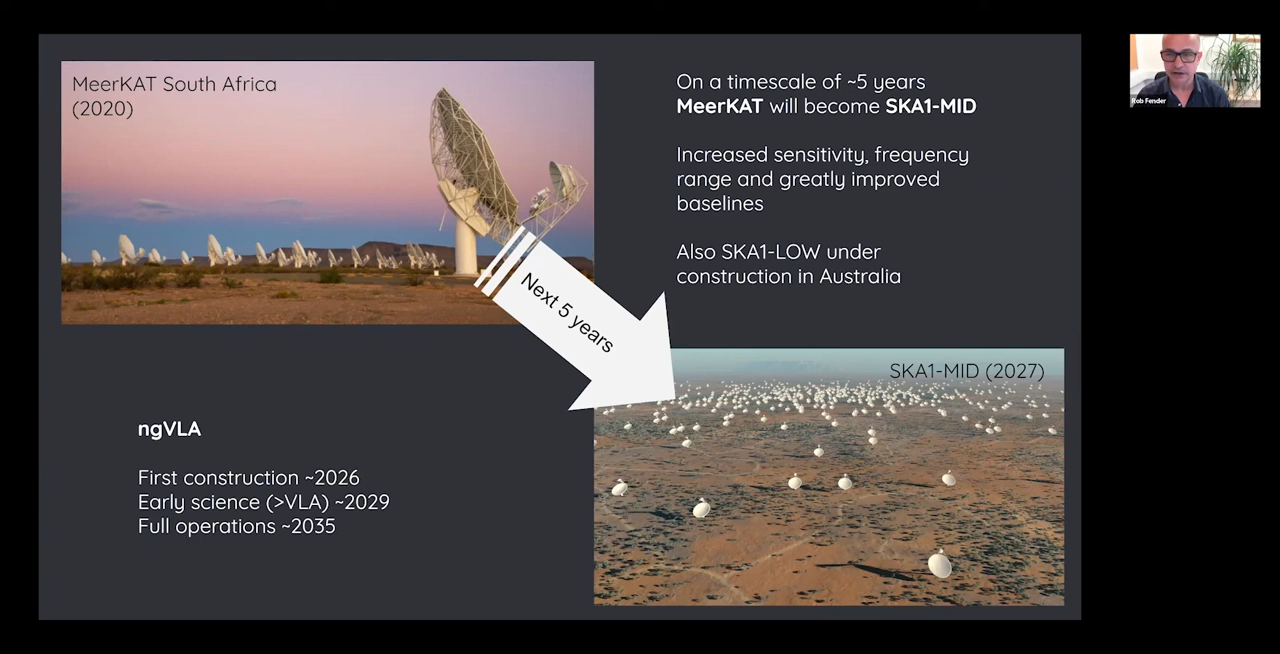 MeerKAT South Africa
(2020)
On a timescale of ~5 years
MeerKAT will become SKA1-MID
Increased sensitivity, frequency
range and greatly improved
baselines
Also SKA1-LOW under
construction in Australia
Next 5 years
SKA1-MID (2027)
ngVLA
First construction ~2026
Early science (>VLA) ~2029
Full operations ~2035
Rob Fender